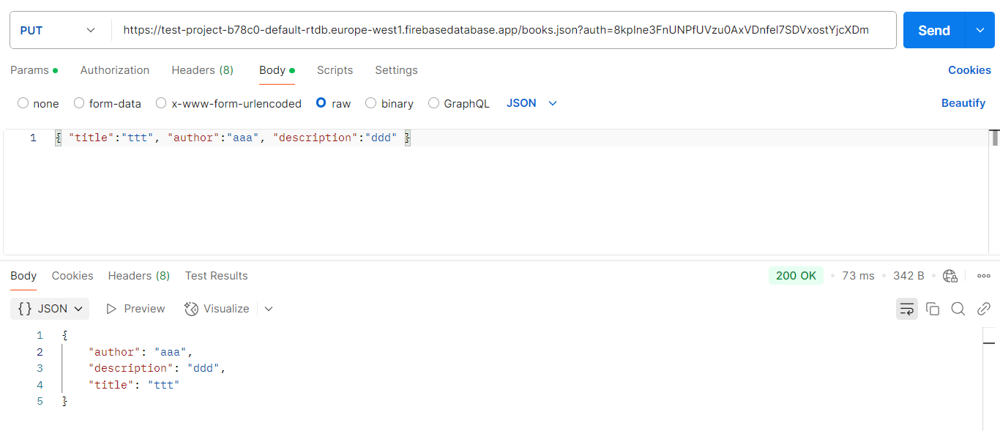 PUT https://test-project-b78c0-default-rtdb.europe-west1.firebasedatabase.app/books.json?auth=8kpIne3FnUNPfUVzu0AxVDnfel7SDVxostYjcXDm Send
Params Authorization Headers (8) Body Scripts Settings Cookies
none form-data x-www-form-urlencoded raw binary GraphQL JSON Beautify
1 { "title":"ttt", "author":"aaa", "description":"ddd" }
Body Cookies Headers (8) Test Results 200 OK 73 ms 342 B
{} JSON Preview Visualize
1 {
2 "author": "aaa",
3 "description": "ddd",
4 "title": "ttt"
5 }